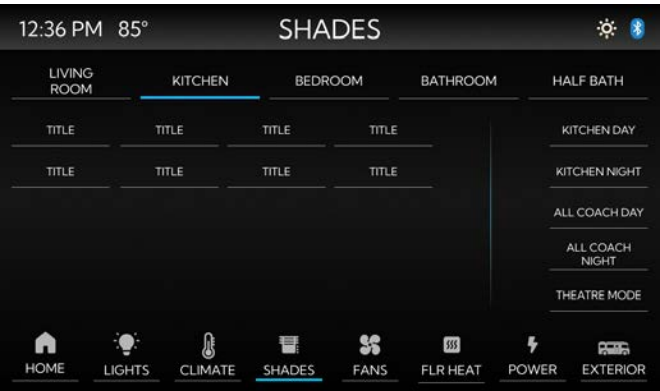 12:36 PM 85° SHADES
LIVING
ROOM
KITCHEN
BEDROOM
BATHROOM
HALF BATH
TITLE TITLE TITLE TITLE
TITLE TITLE TITLE TITLE
KITCHEN DAY
KITCHEN NIGHT
ALL COACH DAY
ALL COACH
NIGHT
THEATRE MODE
HOME LIGHTS CLIMATE SHADES FANS FLR HEAT POWER EXTERIOR